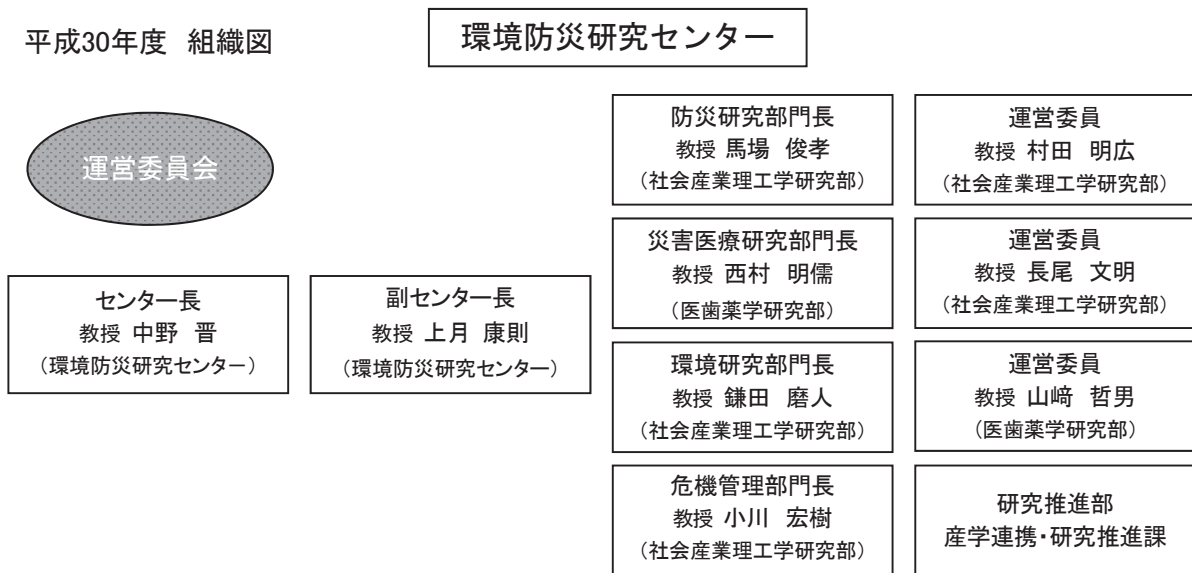 平成30年度 組織図
環境防災研究センター
運営委員会
センター長
教授 中野 晋
(環境防災研究センター)
副センター長
教授 上月 康則
(環境防災研究センター)
防災研究部門長
教授 馬場 俊孝
(社会産業理工学研究部)
運営委員
教授 村田 明広
(社会産業理工学研究部)
災害医療研究部門長
教授 西村 明儒
(医歯薬学研究部)
運営委員
教授 長尾 文明
(社会産業理工学研究部)
環境研究部門長
教授 鎌田 磨人
(社会産業理工学研究部)
運営委員
教授 山﨑 哲男
(医歯薬学研究部)
危機管理部門長
教授 小川 宏樹
(社会産業理工学研究部)
研究推進部
産学連携・研究推進課